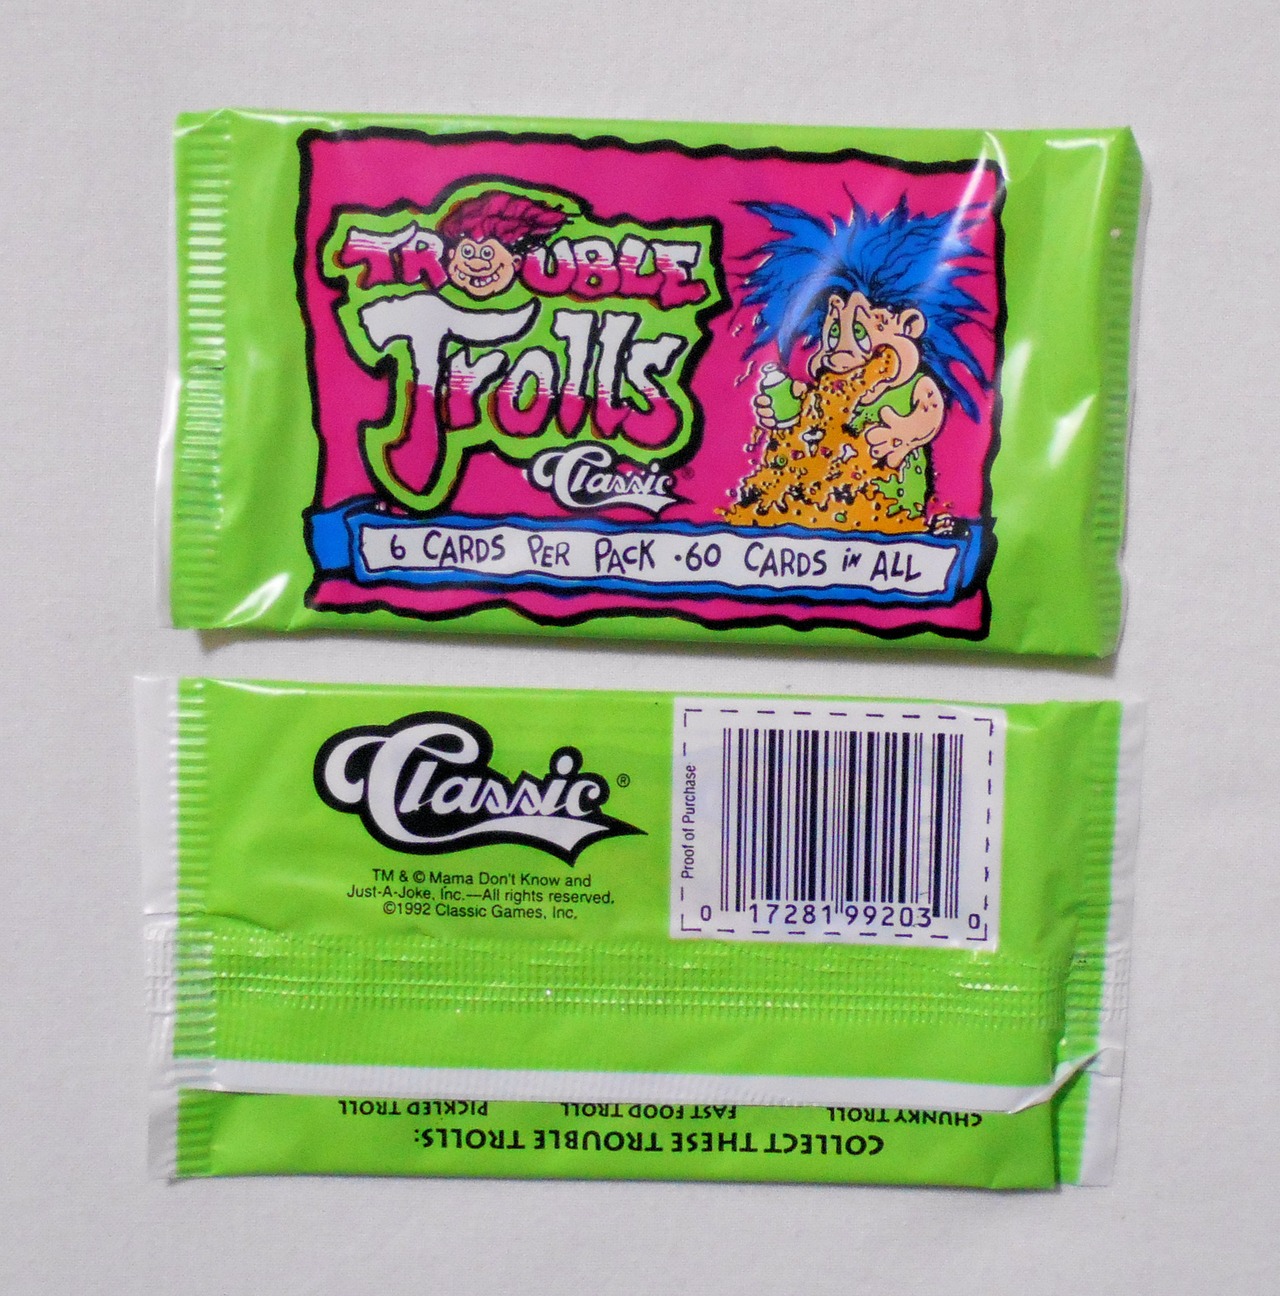 TROUBLE
Trolls
Classic®
6 CARDS PER PACK · 60 CARDS in ALL
Classic®
TM & © Mama Don't Know and
Just-A-Joke, Inc.—All rights reserved.
©1992 Classic Games, Inc.
Proof of Purchase
0 17281 99203 0
COLLECT THESE TROUBLE TROLLS:
CHUNKY TROLL FAST FOOD TROLL PICKLED TROLL